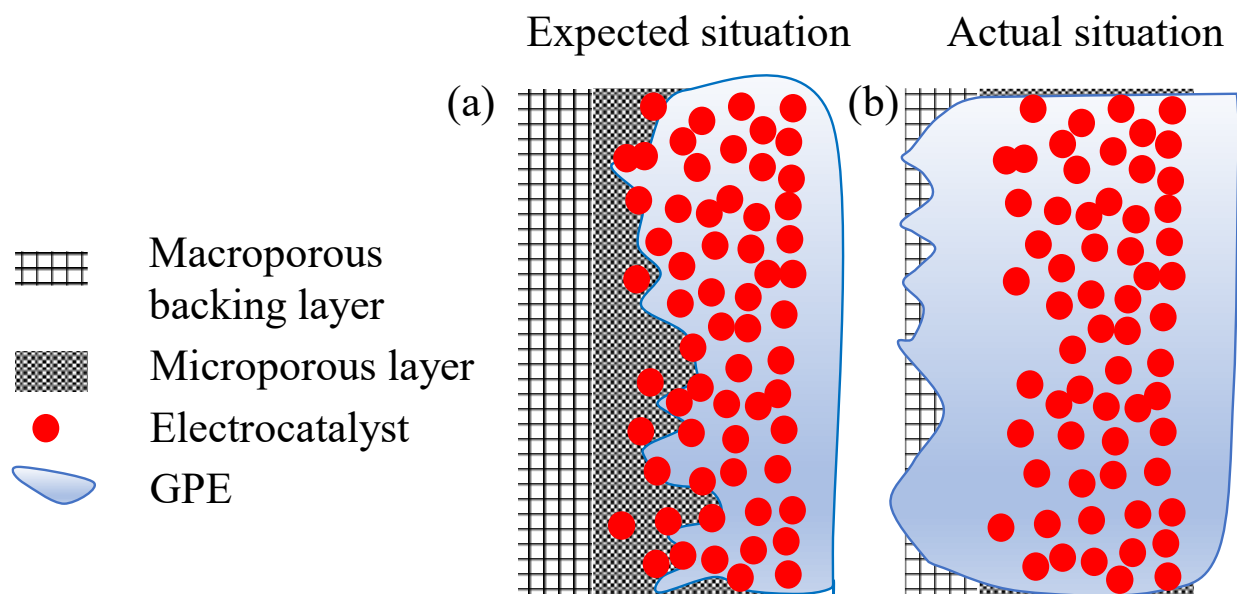 Expected situation
Actual situation
(a)
(b)
Macroporous
backing layer
Microporous layer
Electrocatalyst
GPE